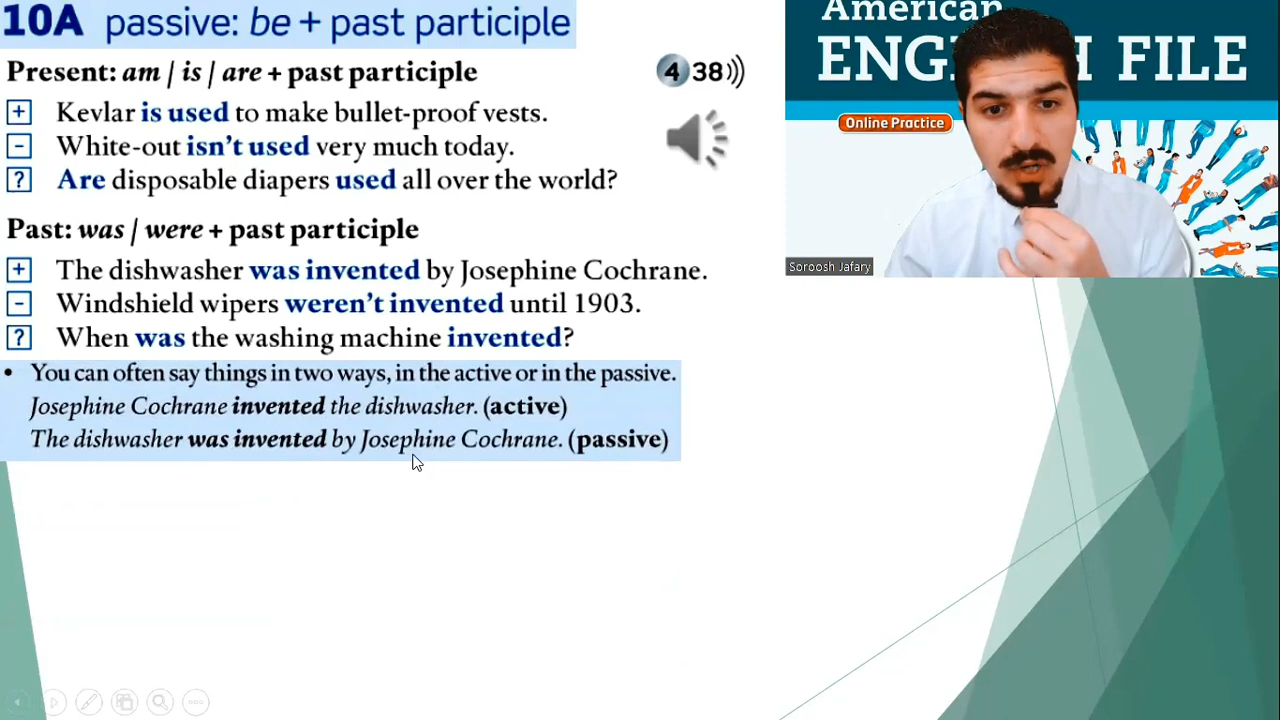 10A passive: be + past participle
Present: am | is | are + past participle
4 38
+ Kevlar is used to make bullet-proof vests.
- White-out isn't used very much today.
? Are disposable diapers used all over the world?
Past: was | were + past participle
+ The dishwasher was invented by Josephine Cochrane.
- Windshield wipers weren't invented until 1903.
? When was the washing machine invented?
• You can often say things in two ways, in the active or in the passive.
Josephine Cochrane invented the dishwasher. (active)
The dishwasher was invented by Josephine Cochrane. (passive)
American
ENG H FILE
Online Practice
Soroosh Jafary